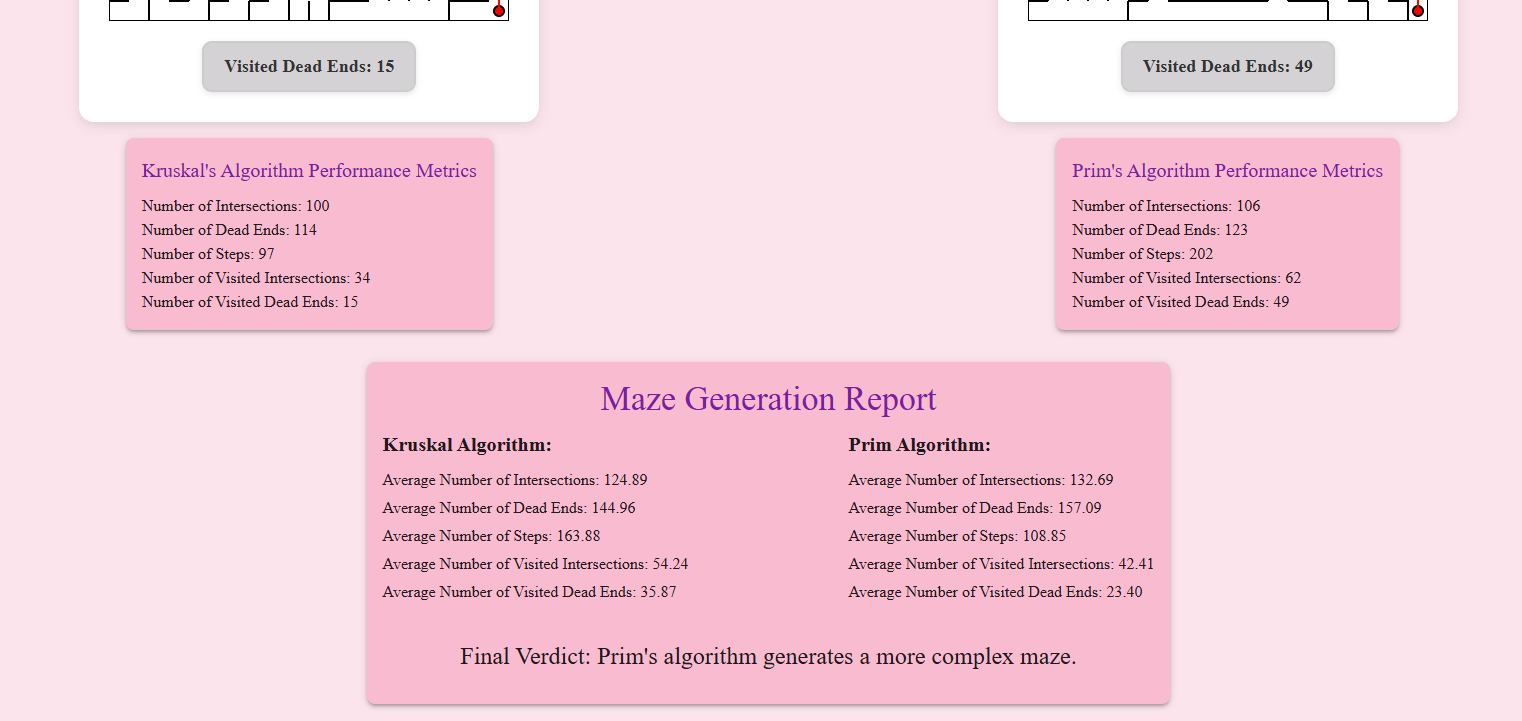 Visited Dead Ends: 15
Visited Dead Ends: 49
Kruskal's Algorithm Performance Metrics
Number of Intersections: 100
Number of Dead Ends: 114
Number of Steps: 97
Number of Visited Intersections: 34
Number of Visited Dead Ends: 15
Prim's Algorithm Performance Metrics
Number of Intersections: 106
Number of Dead Ends: 123
Number of Steps: 202
Number of Visited Intersections: 62
Number of Visited Dead Ends: 49
Maze Generation Report
Kruskal Algorithm:
Average Number of Intersections: 124.89
Average Number of Dead Ends: 144.96
Average Number of Steps: 163.88
Average Number of Visited Intersections: 54.24
Average Number of Visited Dead Ends: 35.87
Prim Algorithm:
Average Number of Intersections: 132.69
Average Number of Dead Ends: 157.09
Average Number of Steps: 108.85
Average Number of Visited Intersections: 42.41
Average Number of Visited Dead Ends: 23.40
Final Verdict: Prim's algorithm generates a more complex maze.